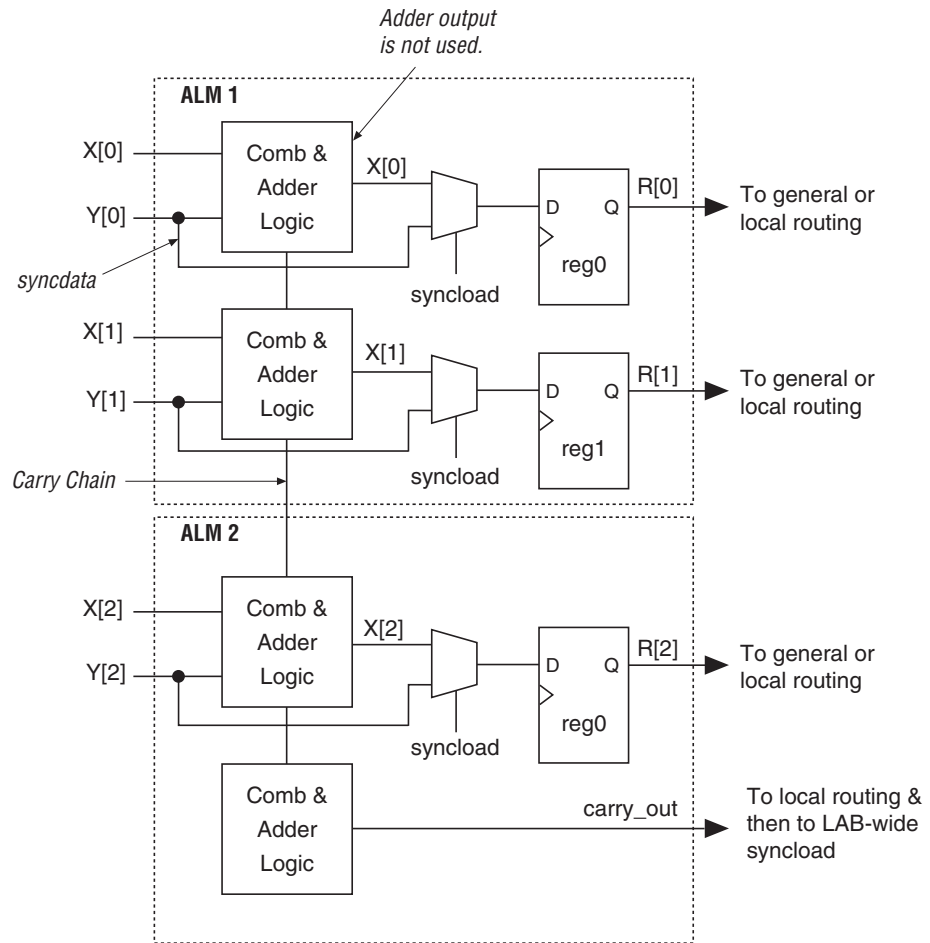 Adder output
is not used.
ALM 1
X[0]
Comb &
Adder
Logic
X[0]
Y[0]
D
Q
R[0]
To general or
local routing
reg0
syncdata
syncload
X[1]
Comb &
Adder
Logic
X[1]
Y[1]
D
Q
R[1]
To general or
local routing
reg1
syncload
Carry Chain
ALM 2
X[2]
Comb &
Adder
Logic
X[2]
Y[2]
D
Q
R[2]
To general or
local routing
reg0
syncload
Comb &
Adder
Logic
carry_out
To local routing &
then to LAB-wide
syncload